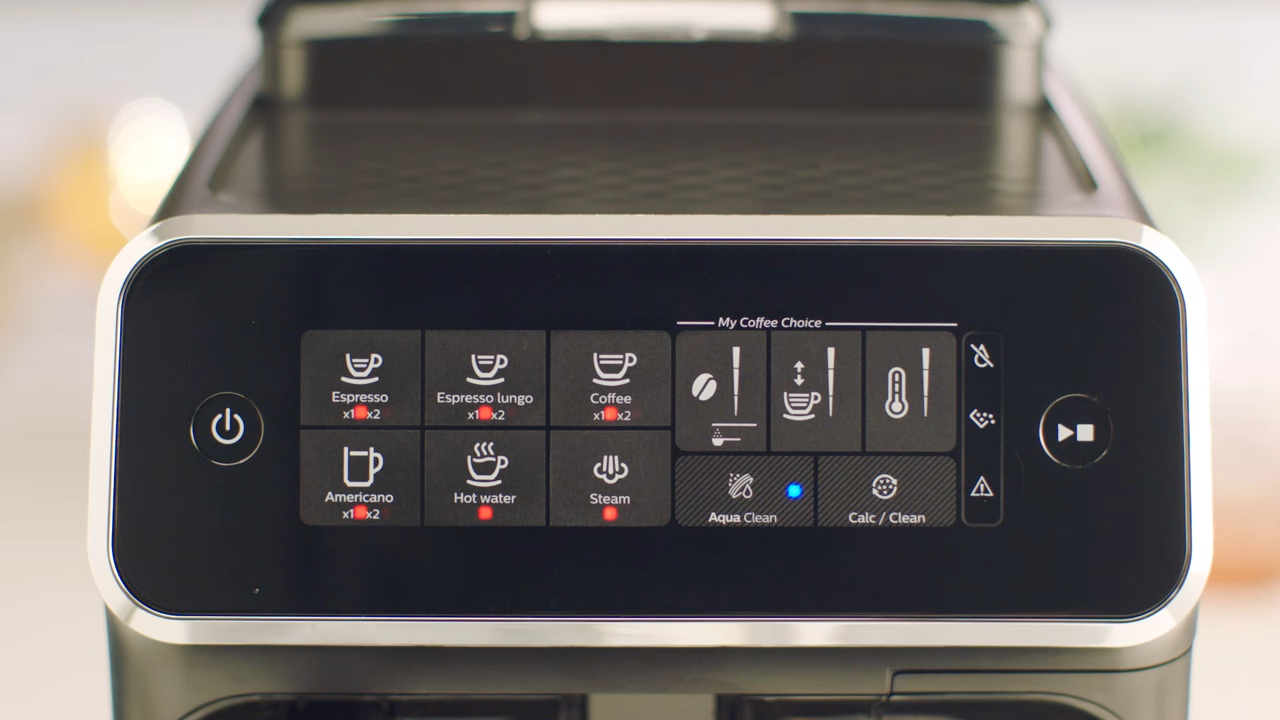 My Coffee Choice
Espresso
x1 x2
Espresso lungo
x1 x2
Coffee
x1 x2
Americano
x1 x2
Hot water
Steam
Aqua Clean
Calc / Clean